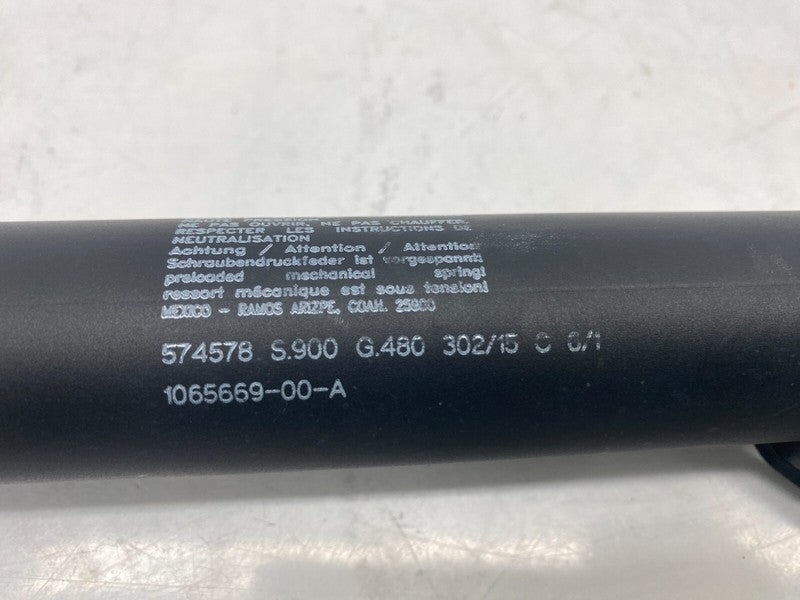 NE PAS OUVRIR, NE PAS CHAUFFER,
RESPECTER LES INSTRUCTIONS DE
NEUTRALISATION
Achtung / Attention / Attention
Schraubendruckfeder ist vorgespannt!
preloaded mechanical spring!
ressort mécanique est sous tension!
MEXICO - RAMOS ARIZPE, COAH. 25900
574578 S.900 G.480 302/15 C 0/1
1065669-00-A